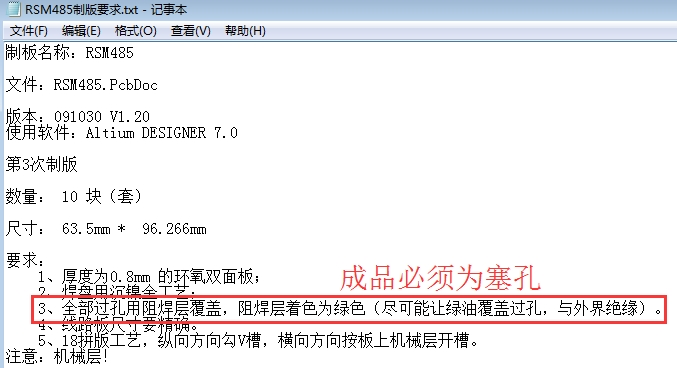 RSM485制版要求.txt - 记事本
文件(F) 编辑(E) 格式(O) 查看(V) 帮助(H)
制板名称: RSM485
文件: RSM485.PcbDoc
版本: 091030 V1.20
使用软件: Altium DESIGNER 7.0
第3次制版
数量: 10 块（套）
尺寸: 63.5mm * 96.266mm
要求:
1、厚度为0.8mm 的环氧双面板;
成品必须为塞孔
2、焊盘用沉镍金工艺;
3、全部过孔用阻焊层覆盖，阻焊层着色为绿色（尽可能让绿油覆盖过孔，与外界绝缘）。
4、线路板尺寸要精确。
5、18拼版工艺，纵向方向勾V槽，横向方向按板上机械层开槽。
注意: 机械层!